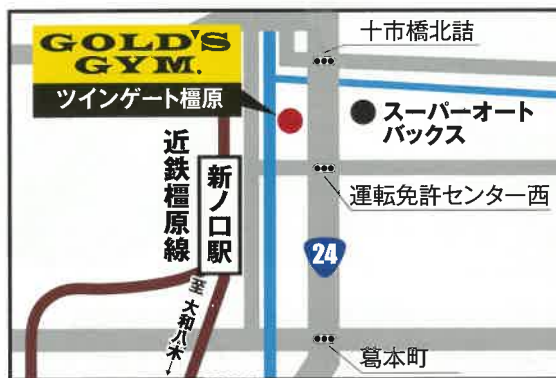 GOLD'S
GYM.
ツインゲート橿原
十市橋北詰
スーパーオート
バックス
運転免許センター西
近鉄橿原線
新ノ口駅
24
至 大和八木
葛本町